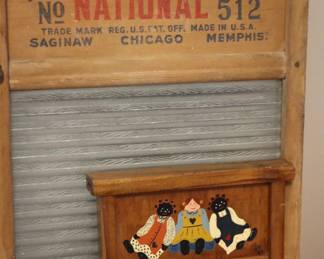 No NATIONAL 512
TRADE MARK REG. U.S. PAT. OFF. MADE IN U.S.A.
SAGINAW CHICAGO MEMPHIS